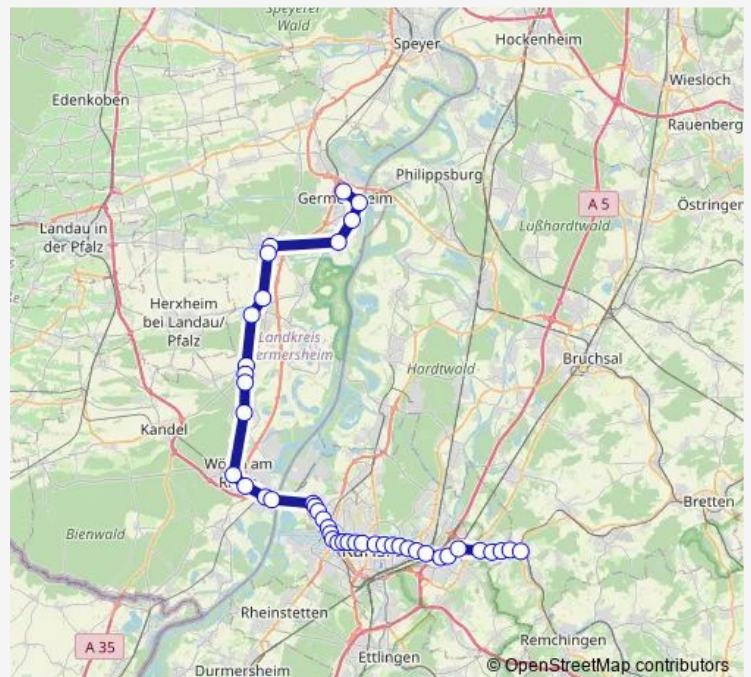 Speyerer
Wald
Speyer
Hockenheim
Wiesloch
Edenkoben
Rauenberg
Philippsburg
A 5
Östringer
Landau in
der Pfalz
Lußhardtwald
Herxheim
bei Landau/
Pfalz
Landkreis
Hardtwald
Bruchsal
Kandel
Bretten
Bienwald
Rheinstetten
Remchingen
A 35
Ettlingen
Durmersheim
© OpenStreetMap contributors